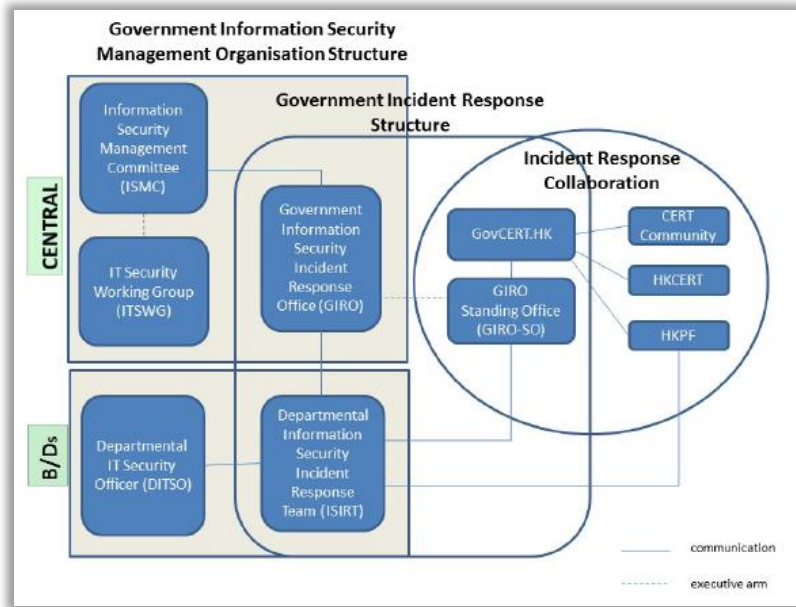 Government Information Security
Management Organisation Structure
Government Incident Response
Structure
Incident Response
Collaboration
CENTRAL
Information
Security
Management
Committee
(ISMC)
IT Security
Working Group
(ITSWG)
Government
Information
Security
Incident
Response
Office (GIRO)
GovCERT.HK
GIRO
Standing Office
(GIRO-SO)
CERT
Community
HKCERT
HKPF
B/Ds
Departmental
IT Security
Officer (DITSO)
Departmental
Information
Security
Incident
Response
Team (ISIRT)
communication
executive arm